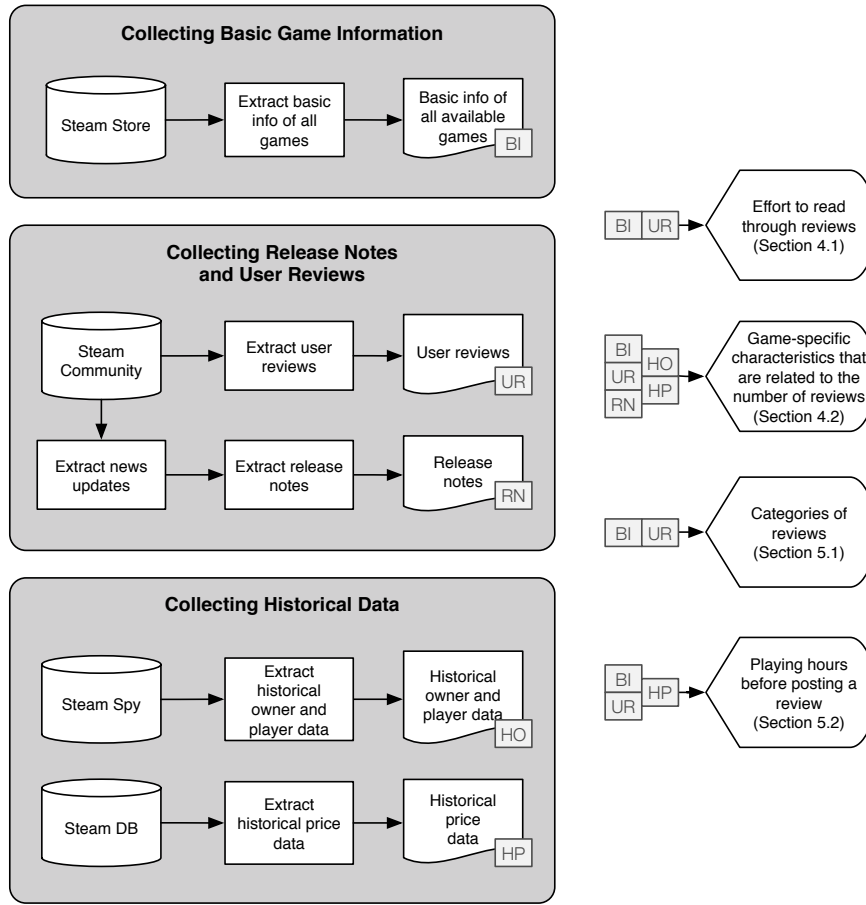 Collecting Basic Game Information
Steam Store
Extract basic
info of all
games
Basic info of
all available
games
BI
Collecting Release Notes
and User Reviews
Steam
Community
Extract user
reviews
User reviews
UR
Extract news
updates
Extract release
notes
Release
notes
RN
Collecting Historical Data
Steam Spy
Extract
historical
owner and
player data
Historical
owner and
player data
HO
Steam DB
Extract
historical price
data
Historical
price
data
HP
BI UR
Effort to read
through reviews
(Section 4.1)
BI
UR
RN
HO
HP
Game-specific
characteristics that
are related to the
number of reviews
(Section 4.2)
BI UR
Categories of
reviews
(Section 5.1)
BI
UR
HP
Playing hours
before posting a
review
(Section 5.2)